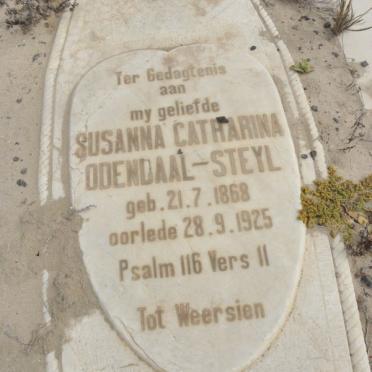 Ter Gedagtenis
aan
my geliefde
SUSANNA CATHARINA
ODENDAAL-STEYL
geb. 21.7.1868
oorlede 28.9.1925
Psalm 116 Vers 11
Tot Weersien